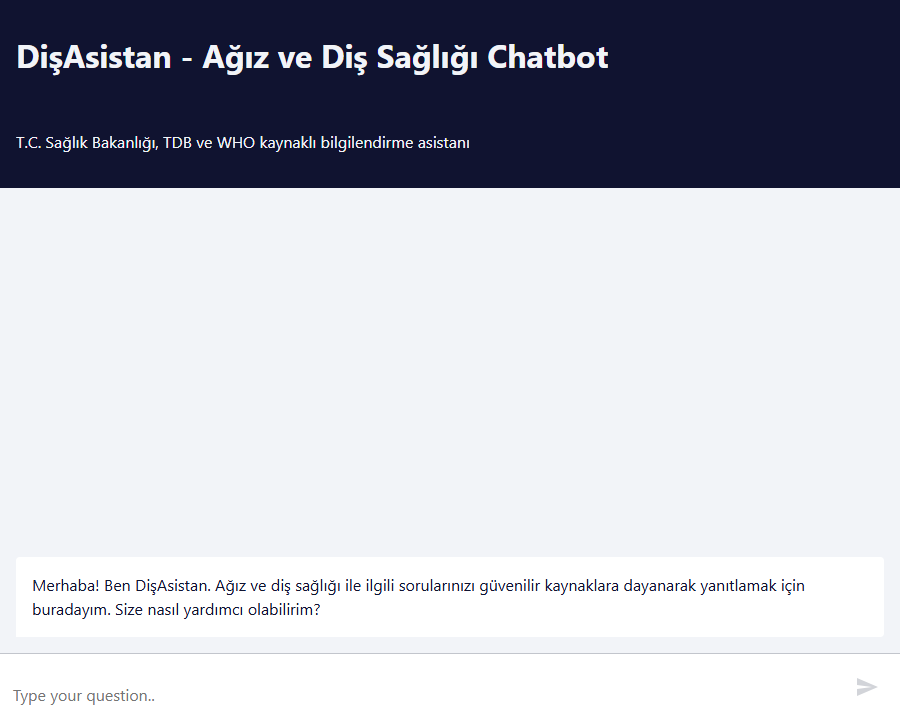 DişAsistan - Ağız ve Diş Sağlığı Chatbot
T.C. Sağlık Bakanlığı, TDB ve WHO kaynaklı bilgilendirme asistanı
Merhaba! Ben DişAsistan. Ağız ve diş sağlığı ile ilgili sorularınızı güvenilir kaynaklara dayanarak yanıtlamak için
buradayım. Size nasıl yardımcı olabilirim?
Type your question..